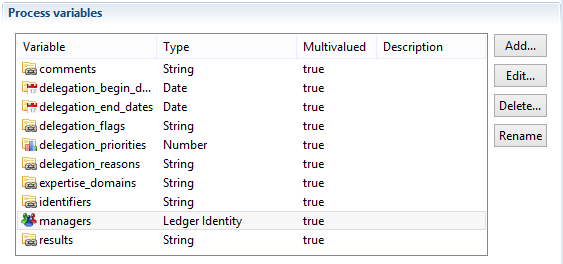 Process variables
Variable Type Multivalued Description
comments String true
delegation_begin_d... Date true
delegation_end_dates Date true
delegation_flags String true
delegation_priorities Number true
delegation_reasons String true
expertise_domains String true
identifiers String true
managers Ledger Identity true
results String true
Add...
Edit...
Delete...
Rename